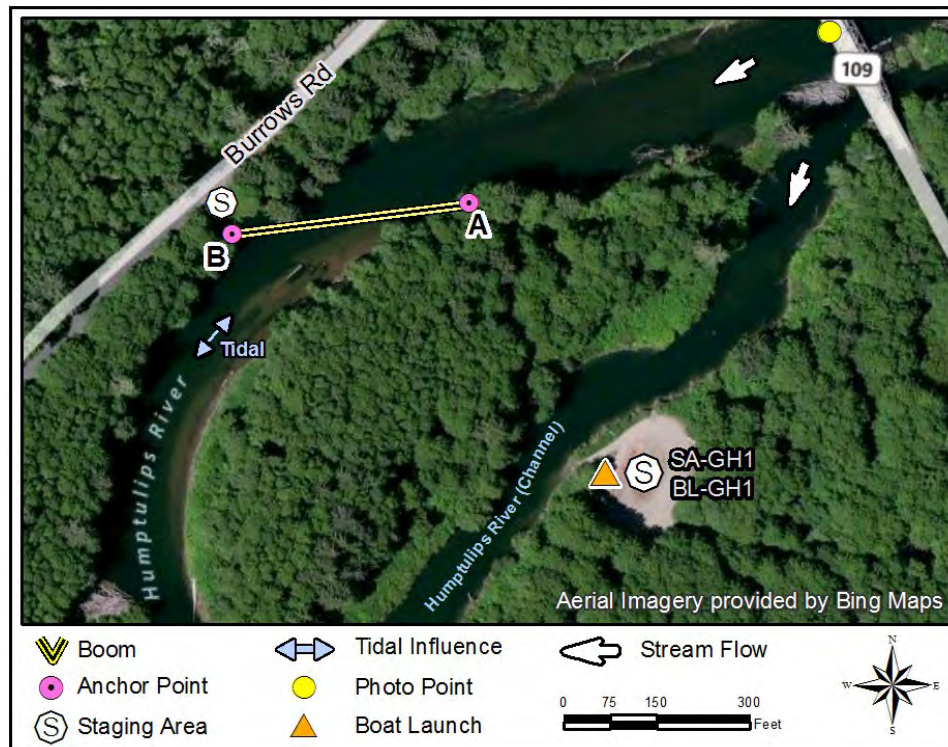 109
Burrows Rd
S
A
B
Tidal
Humptulips River
Humptulips River (Channel)
S
SA-GH1
BL-GH1
Aerial Imagery provided by Bing Maps
Boom
Tidal Influence
Stream Flow
Anchor Point
Photo Point
S
Staging Area
Boat Launch
0 75 150 300
Feet
N
W E
S